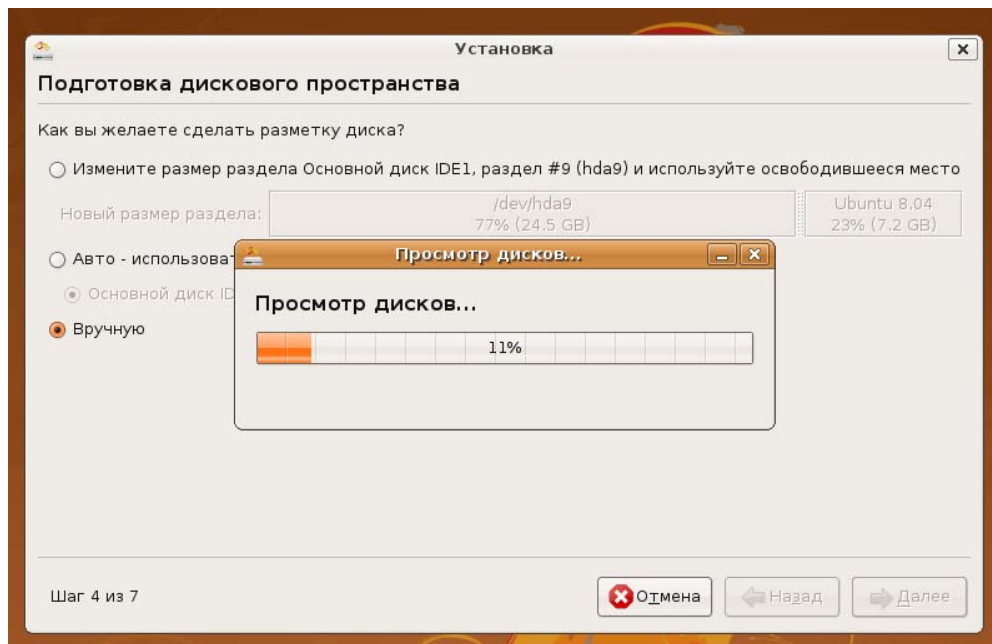 Установка
Подготовка дискового пространства
Как вы желаете сделать разметку диска?
Измените размер раздела Основной диск IDE1, раздел #9 (hda9) и используйте освободившееся место
Новый размер раздела:
/dev/hda9
77% (24.5 GB)
Ubuntu 8.04
23% (7.2 GB)
Авто - использоват
Основной диск ID
Вручную
Просмотр дисков...
Просмотр дисков...
11%
Шаг 4 из 7
Отмена
Назад
Далее